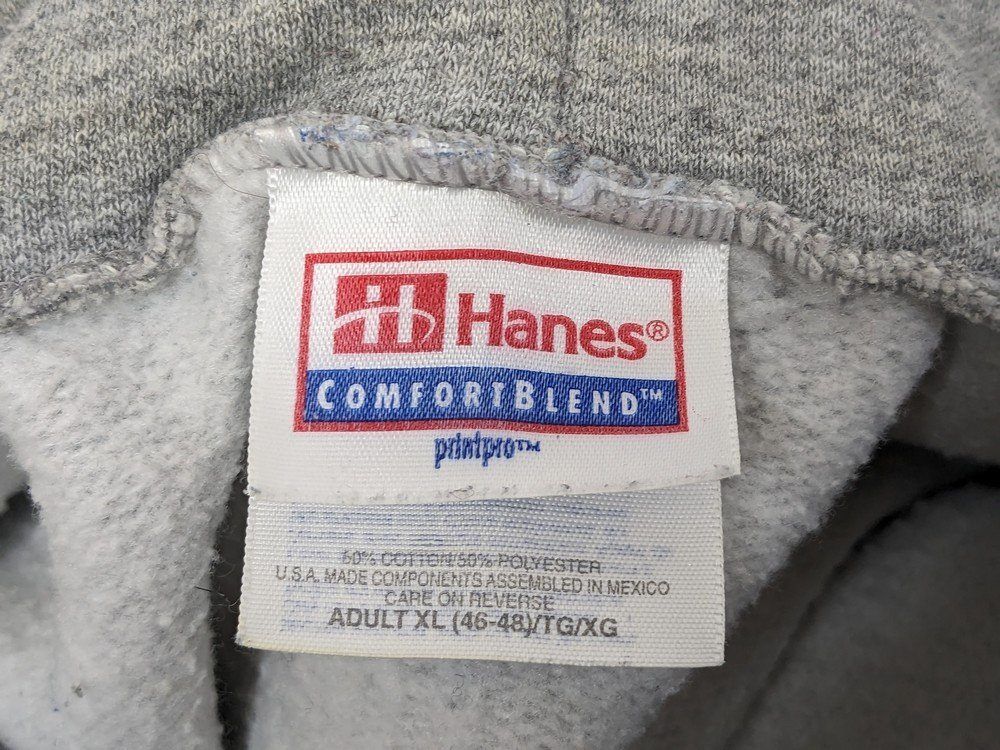 H Hanes®
COMFORTBLEND™
printpro™
50% COTTON/50% POLYESTER
U.S.A. MADE COMPONENTS ASSEMBLED IN MEXICO
CARE ON REVERSE
ADULT XL (46-48)/TG/XG